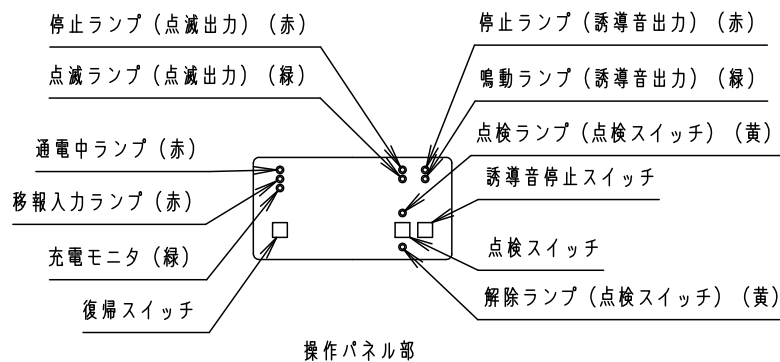 停止ランプ（点滅出力）（赤）
点滅ランプ（点滅出力）（緑）
通電中ランプ（赤）
移報入力ランプ（赤）
充電モニタ（緑）
復帰スイッチ
停止ランプ（誘導音出力）（赤）
鳴動ランプ（誘導音出力）（緑）
点検ランプ（点検スイッチ）（黄）
誘導音停止スイッチ
点検スイッチ
解除ランプ（点検スイッチ）（黄）
操作パネル部